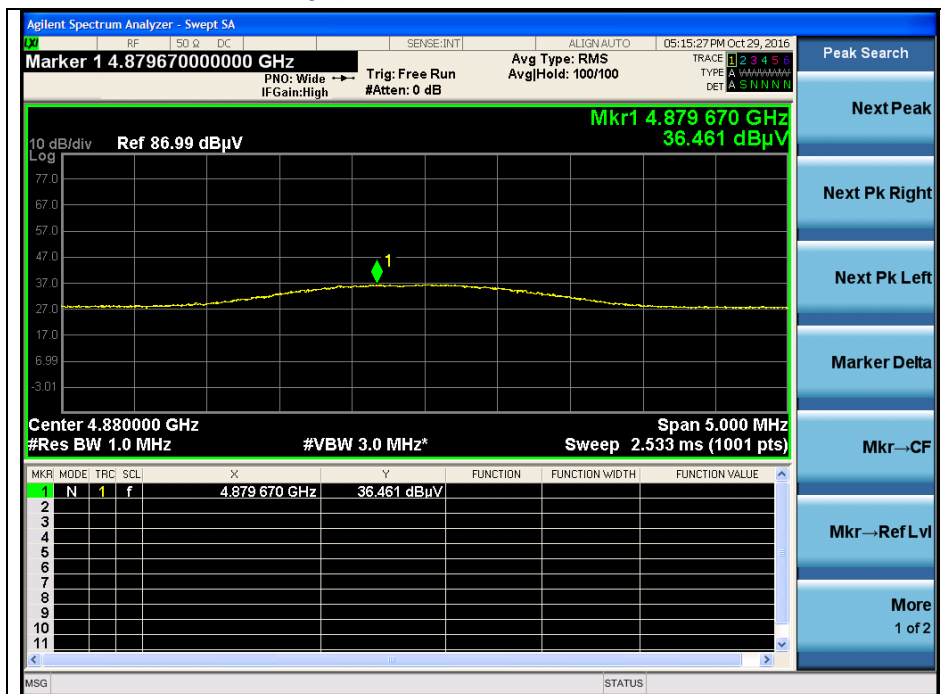 Agilent Spectrum Analyzer - Swept SA
LXI RF 50 Ω DC SENSE:INT ALIGN AUTO 05:15:27 PM Oct 29, 2016
Marker 1 4.879670000000 GHz
PNO: Wide
IFGain:High
Trig: Free Run
#Atten: 0 dB
Avg Type: RMS
Avg|Hold: 100/100
TRACE 1 2 3 4 5 6
TYPE A
DET A S N N N N
Mkr1 4.879 670 GHz
36.461 dBµV
10 dB/div Ref 86.99 dBµV
Log
77.0
67.0
57.0
47.0
37.0
27.0
17.0
6.99
-3.01
1
Center 4.880000 GHz Span 5.000 MHz
#Res BW 1.0 MHz #VBW 3.0 MHz* Sweep 2.533 ms (1001 pts)
MKR MODE TRC SCL X Y FUNCTION FUNCTION WIDTH FUNCTION VALUE
1 N 1 f 4.879 670 GHz 36.461 dBµV
2
3
4
5
6
7
8
9
10
11
MSG STATUS
Peak Search
Next Peak
Next Pk Right
Next Pk Left
Marker Delta
Mkr→CF
Mkr→Ref Lvl
More
1 of 2